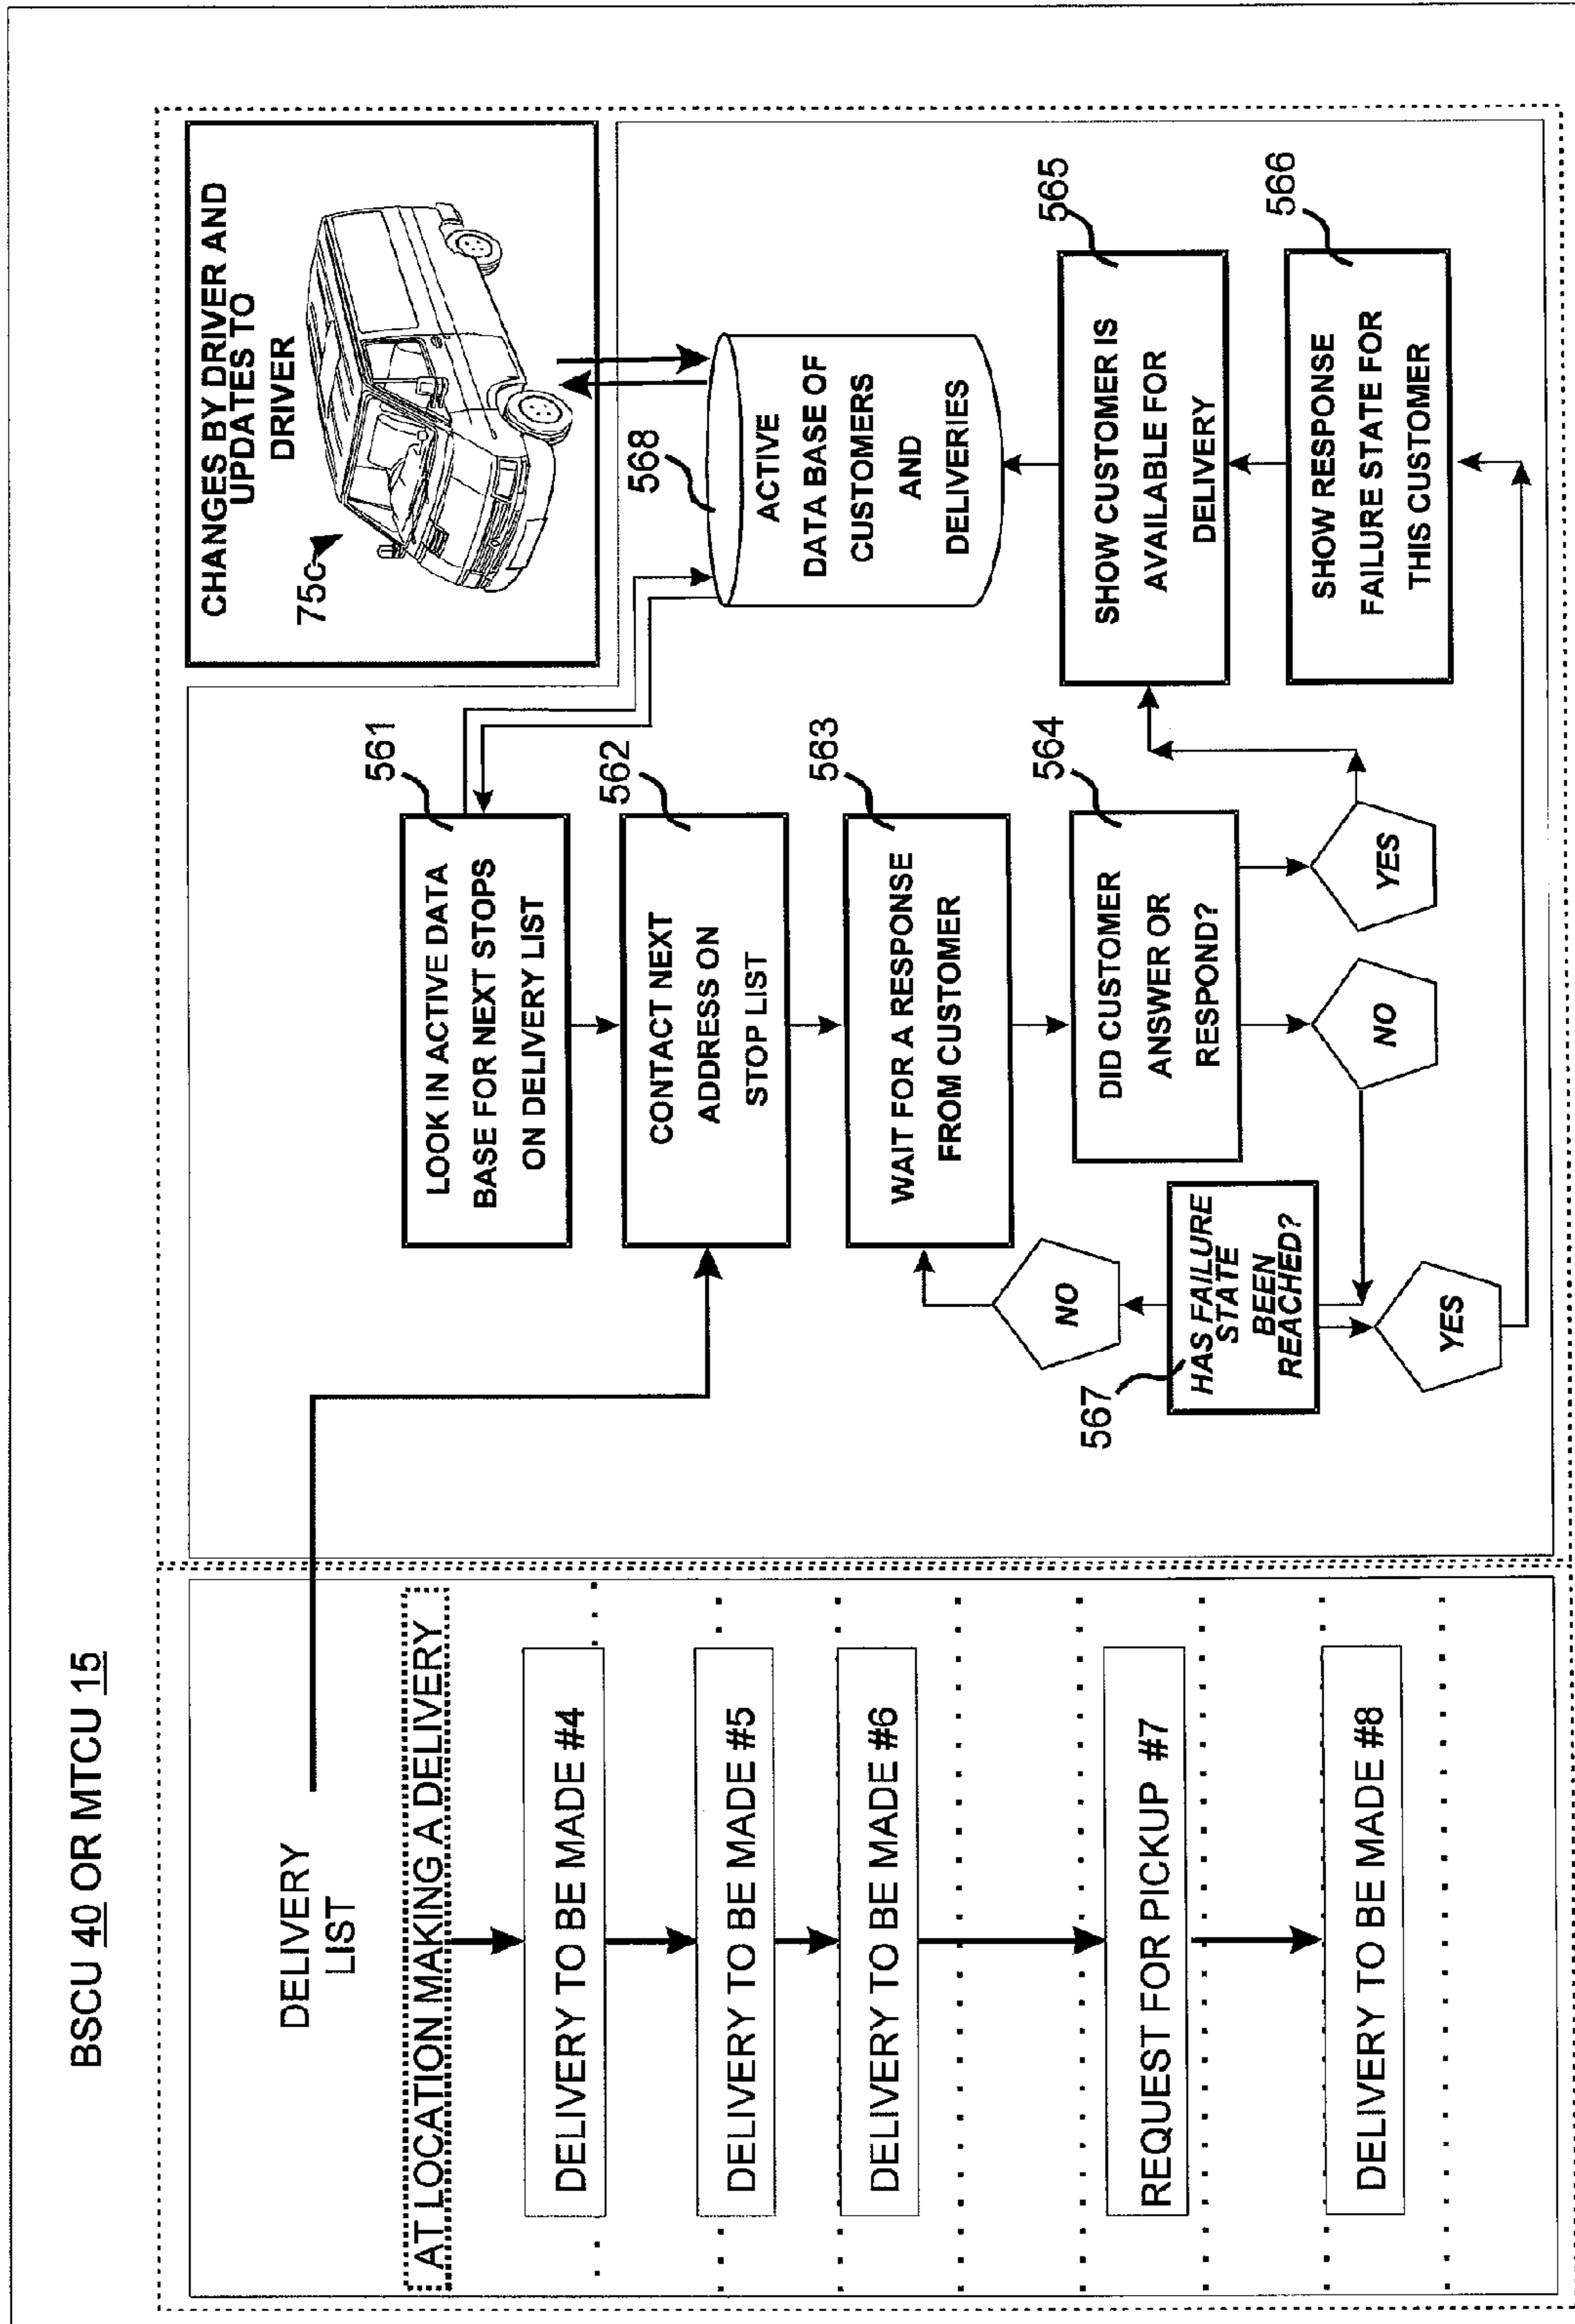 BSCU 40 OR MTCU 15
DELIVERY
LIST
AT LOCATION MAKING A DELIVERY
DELIVERY TO BE MADE #4
DELIVERY TO BE MADE #5
DELIVERY TO BE MADE #6
REQUEST FOR PICKUP #7
DELIVERY TO BE MADE #8
561
LOOK IN ACTIVE DATA
BASE FOR NEXT STOPS
ON DELIVERY LIST
562
CONTACT NEXT
ADDRESS ON
STOP LIST
563
WAIT FOR A RESPONSE
FROM CUSTOMER
564
DID CUSTOMER
ANSWER OR
RESPOND?
NO
567
HAS FAILURE
STATE
BEEN
REACHED?
YES
NO
YES
CHANGES BY DRIVER AND
UPDATES TO
DRIVER
75c
568
ACTIVE
DATA BASE OF
CUSTOMERS
AND
DELIVERIES
565
SHOW CUSTOMER IS
AVAILABLE FOR
DELIVERY
566
SHOW RESPONSE
FAILURE STATE FOR
THIS CUSTOMER